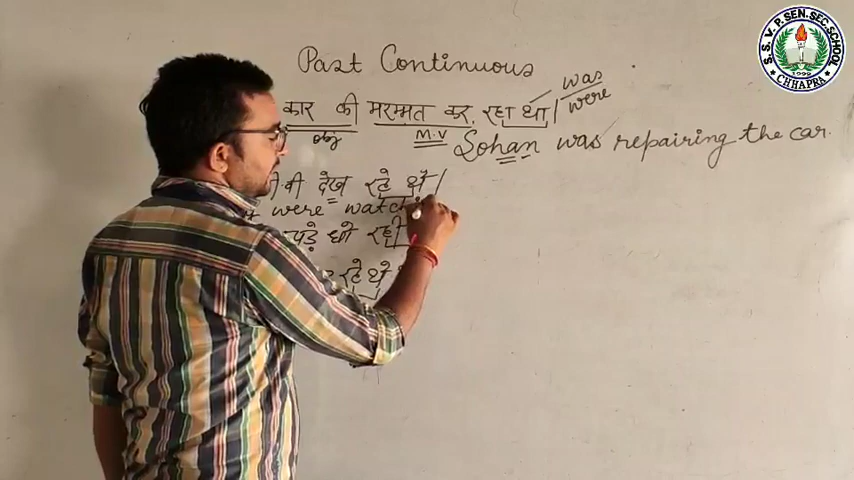 Past Continuous
कार की मरम्मत कर रहा था| was
were
obj M.V Sohan was repairing the car.
वी देख रहे थे|
were watch
धो रही
रहे थे
S.S.V.P.SEN.SEC.SCHOOL
CHHAPRA